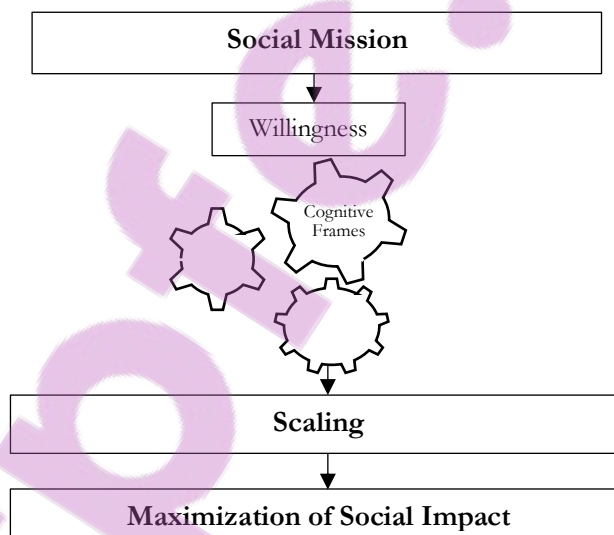 Social Mission
Willingness
Cognitive
Frames
Scaling
Maximization of Social Impact